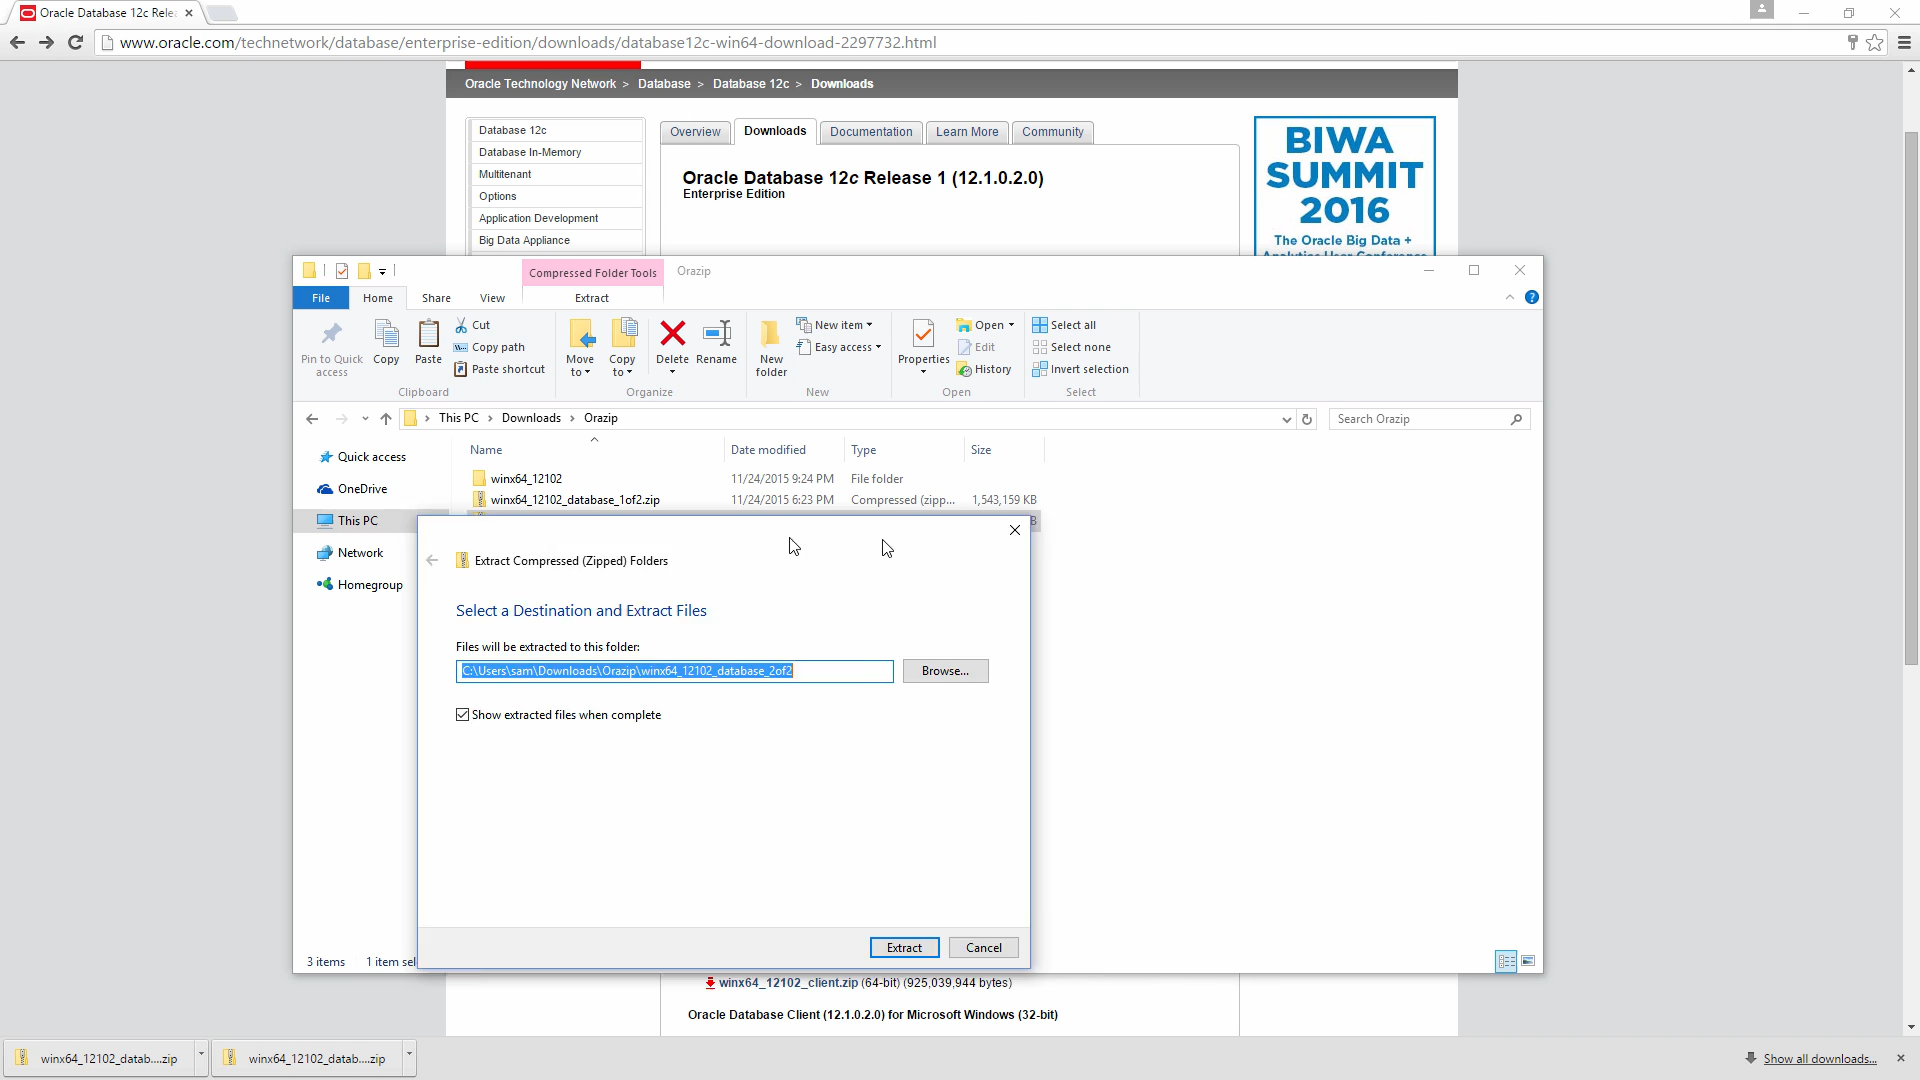 Oracle Database 12c Rele
www.oracle.com/technetwork/database/enterprise-edition/downloads/database12c-win64-download-2297732.html
Oracle Technology Network > Database > Database 12c > Downloads
Database 12c
Database In-Memory
Multitenant
Options
Application Development
Big Data Appliance
Overview
Downloads
Documentation
Learn More
Community
Oracle Database 12c Release 1 (12.1.0.2.0)
Enterprise Edition
BIWA
SUMMIT
2016
The Oracle Big Data +
Analytics User Conference
Compressed Folder Tools
Orazip
File
Home
Share
View
Extract
Pin to Quick
access
Copy
Paste
Cut
Copy path
Paste shortcut
Clipboard
Move
to
Copy
to
Delete
Rename
Organize
New
folder
New item
Easy access
New
Properties
Open
Edit
History
Open
Select all
Select none
Invert selection
Select
This PC > Downloads > Orazip
Search Orazip
Quick access
OneDrive
This PC
Network
Homegroup
Name Date modified Type Size
winx64_12102 11/24/2015 9:24 PM File folder
winx64_12102_database_1of2.zip 11/24/2015 6:23 PM Compressed (zipp... 1,543,159 KB
B
Extract Compressed (Zipped) Folders
Select a Destination and Extract Files
Files will be extracted to this folder:
C:\Users\sam\Downloads\Orazip\winx64_12102_database_2of2
Browse...
Show extracted files when complete
Extract
Cancel
3 items 1 item sel
winx64_12102_client.zip (64-bit) (925,039,944 bytes)
Oracle Database Client (12.1.0.2.0) for Microsoft Windows (32-bit)
winx64_12102_datab....zip
winx64_12102_datab....zip
Show all downloads...